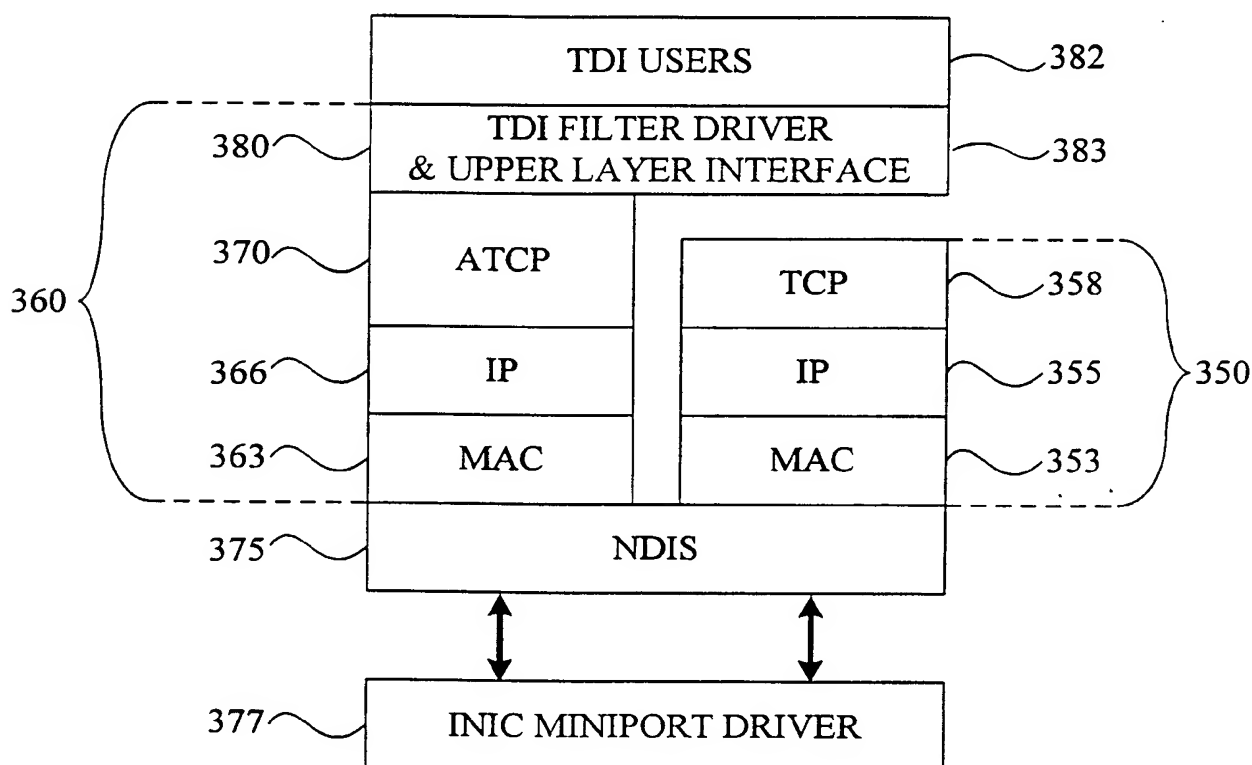 TDI USERS
382
380
TDI FILTER DRIVER
& UPPER LAYER INTERFACE
383
360
370
ATCP
TCP
358
366
IP
IP
355
350
363
MAC
MAC
353
375
NDIS
377
INIC MINIPORT DRIVER